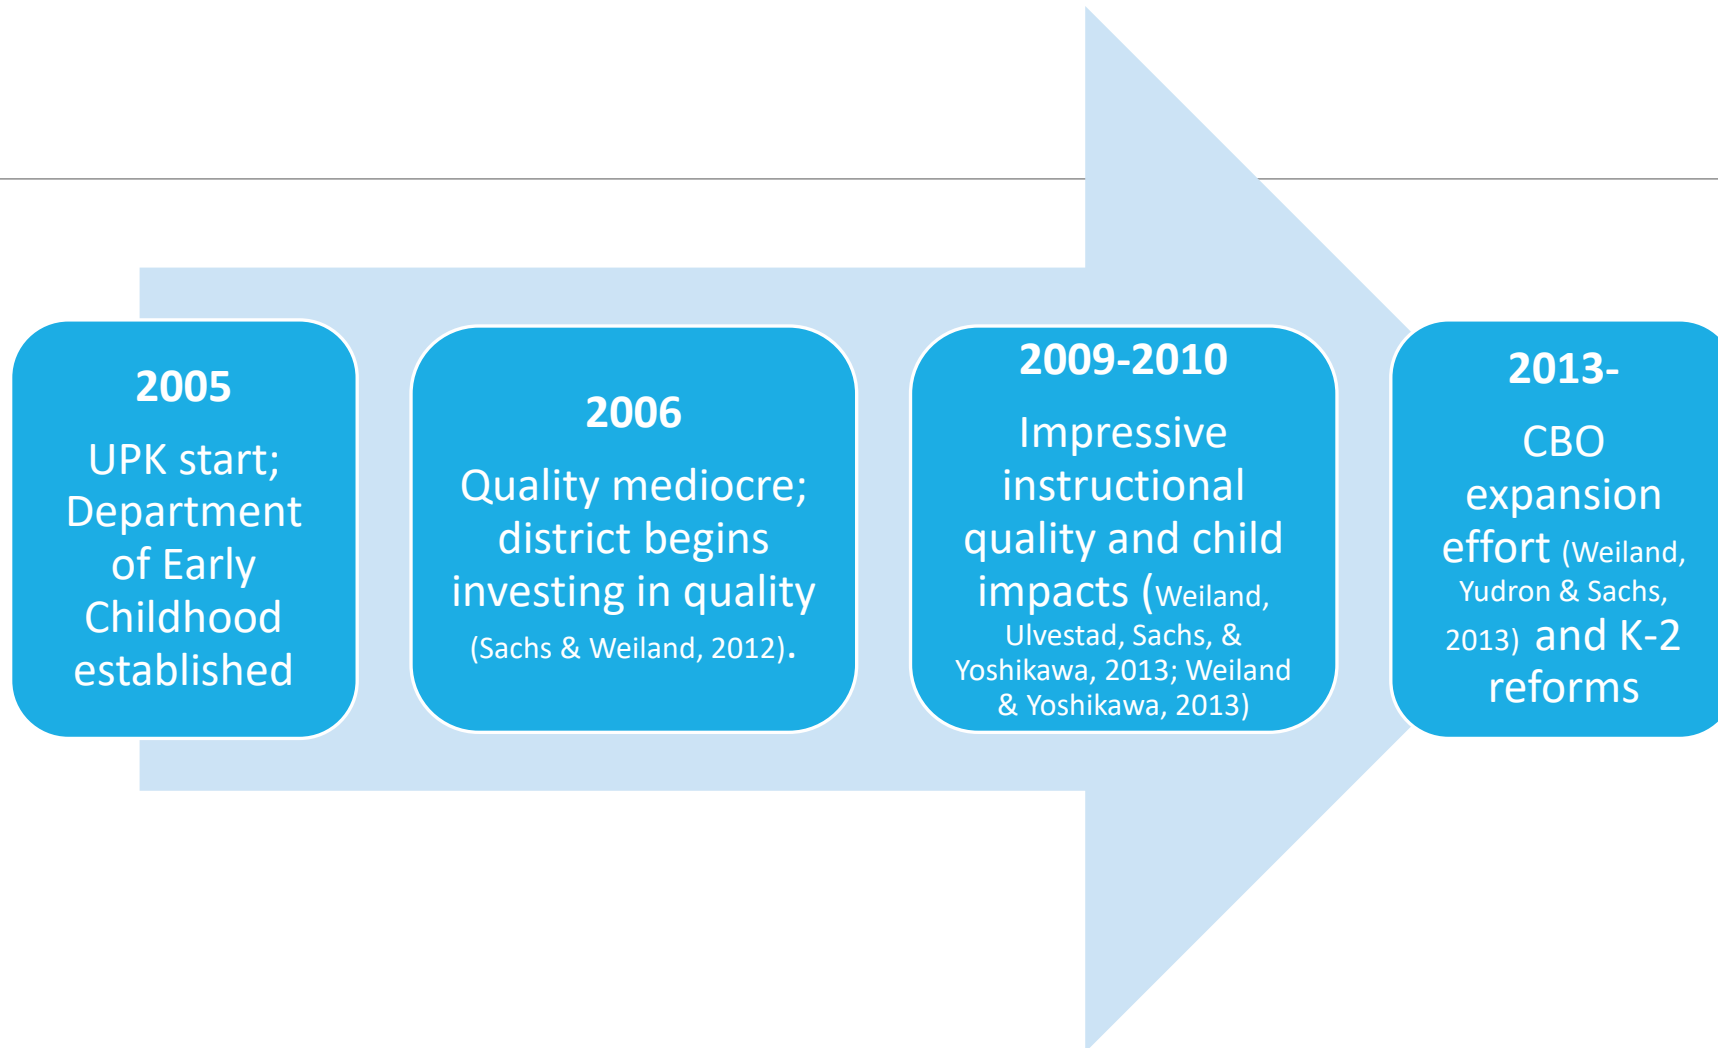 2005
UPK start;
Department
of Early
Childhood
established
2006
Quality mediocre;
district begins
investing in quality
(Sachs & Weiland, 2012).
2009-2010
Impressive
instructional
quality and child
impacts (Weiland,
Ulvestad, Sachs, &
Yoshikawa, 2013; Weiland
& Yoshikawa, 2013)
2013-
CBO
expansion
effort (Weiland,
Yudron & Sachs,
2013) and K-2
reforms